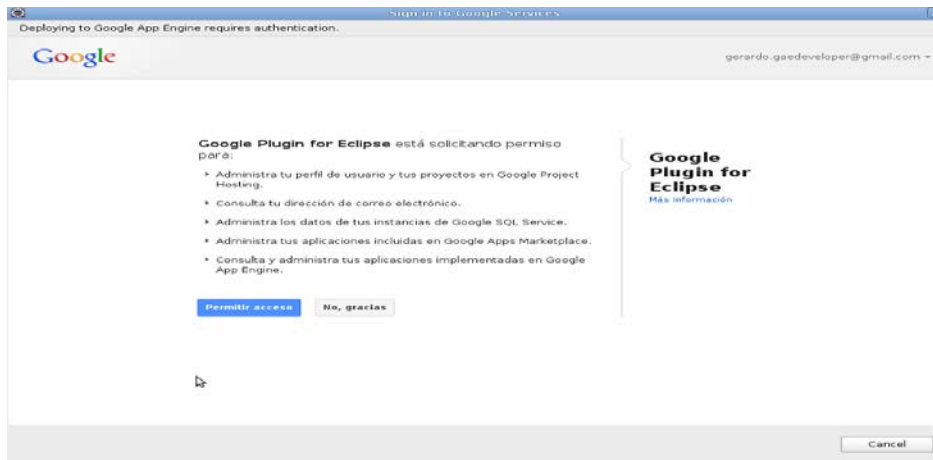 Sign in to Google Services
Deploying to Google App Engine requires authentication.
Google
gerardo.gaedeveloper@gmail.com
Google Plugin for Eclipse está solicitando permiso
para:
Administra tu perfil de usuario y tus proyectos en Google Project
Hosting.
Consulta tu dirección de correo electrónico.
Administra los datos de tus instancias de Google SQL Service.
Administra tus aplicaciones incluidas en Google Apps Marketplace.
Consulta y administra tus aplicaciones implementadas en Google
App Engine.
Permitir acceso
No, gracias
Google
Plugin for
Eclipse
Más información
Cancel